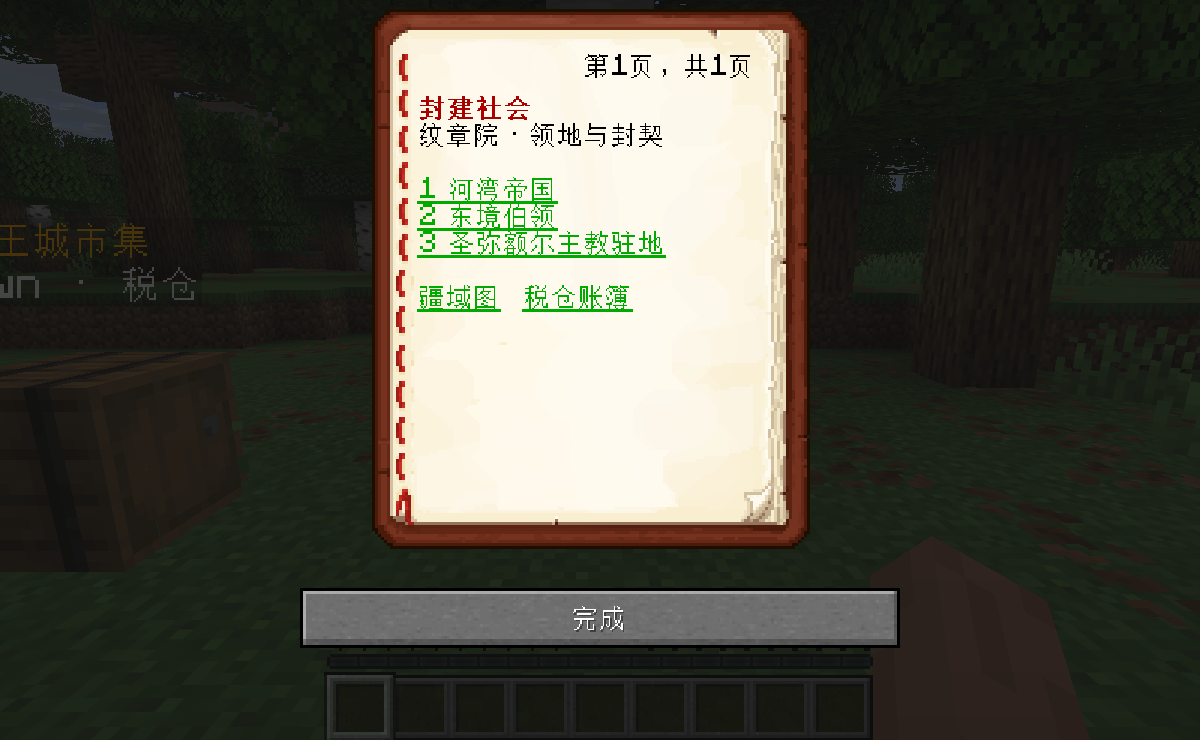 第1页，共1页
封建社会
纹章院·领地与封契
1 河湾帝国
2 东境伯领
3 圣弥额尔主教驻地
疆域图 税仓账簿
王城市集
wn · 税仓
完成